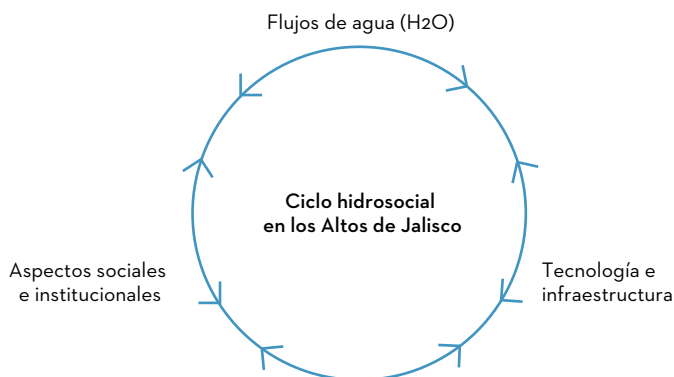 Flujos de agua (H2O)
Ciclo hidrosocial
en los Altos de Jalisco
Aspectos sociales
e institucionales
Tecnología e
infraestructura